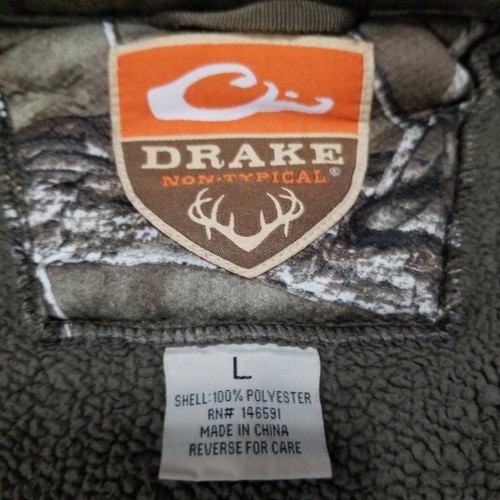 DRAKE
NON-TYPICAL®
L
SHELL:100% POLYESTER
RN# 146591
MADE IN CHINA
REVERSE FOR CARE